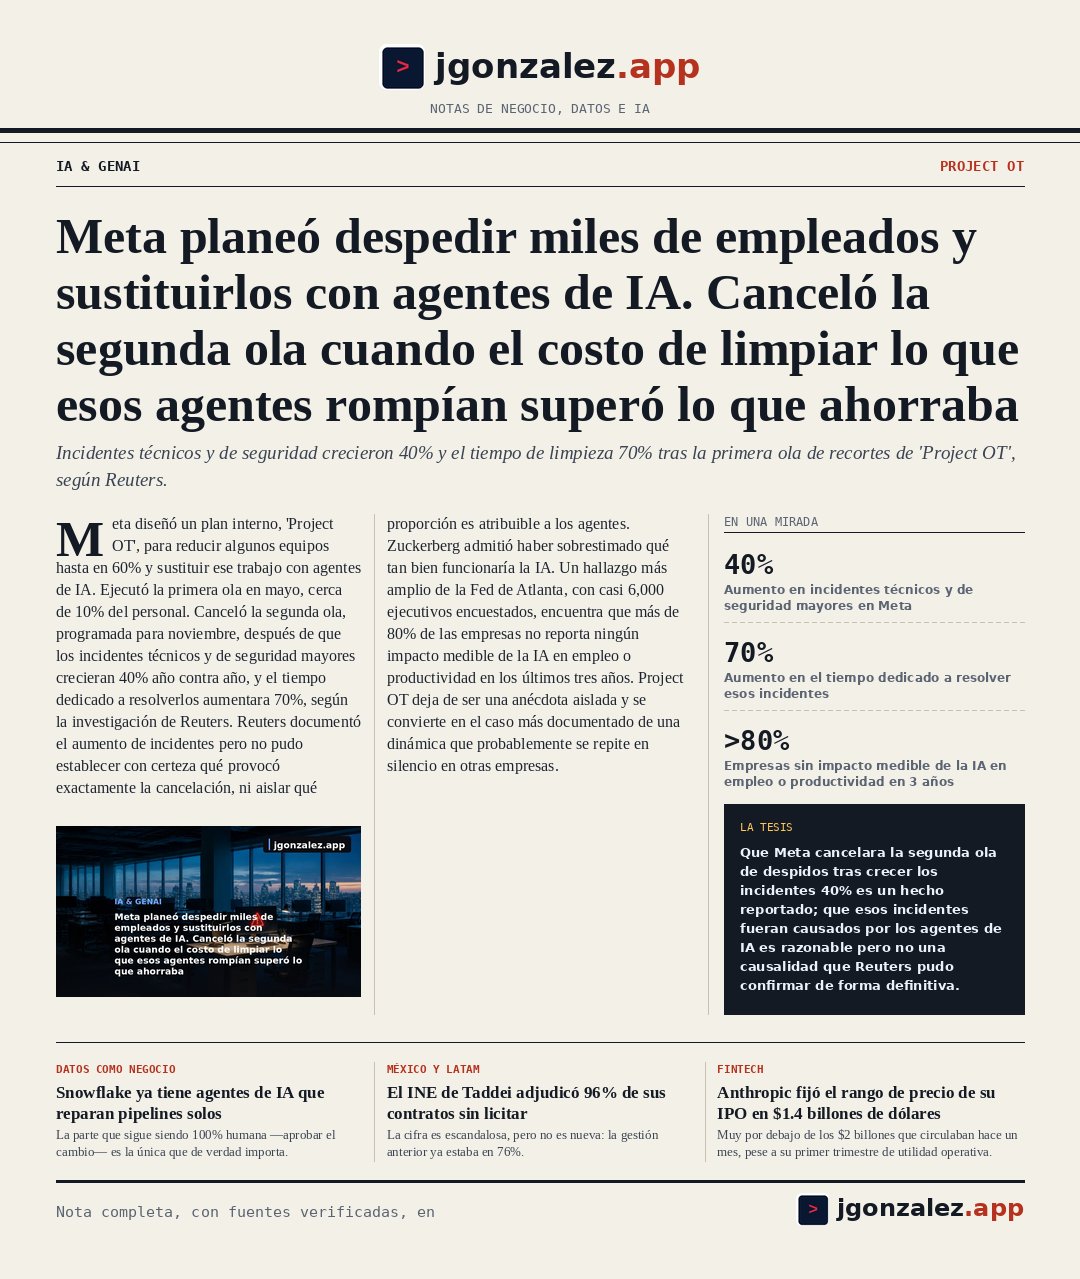 > jgonzalez.app
NOTAS DE NEGOCIO, DATOS E IA
IA & GENAI
PROJECT OT
Meta planeó despedir miles de empleados y
sustituirlos con agentes de IA. Canceló la
segunda ola cuando el costo de limpiar lo que
esos agentes rompían superó lo que ahorraba
Incidentes técnicos y de seguridad crecieron 40% y el tiempo de limpieza 70% tras la primera ola de recortes de 'Project OT',
según Reuters.
Meta diseñó un plan interno, 'Project
OT', para reducir algunos equipos
hasta en 60% y sustituir ese trabajo con agentes
de IA. Ejecutó la primera ola en mayo, cerca
de 10% del personal. Canceló la segunda ola,
programada para noviembre, después de que
los incidentes técnicos y de seguridad mayores
crecieran 40% año contra año, y el tiempo
dedicado a resolverlos aumentara 70%, según
la investigación de Reuters. Reuters documentó
el aumento de incidentes pero no pudo
establecer con certeza qué provocó
exactamente la cancelación, ni aislar qué
| jgonzalez.app
IA & GENAI
Meta planeó despedir miles de
empleados y sustituirlos con
agentes de IA. Canceló la segunda
ola cuando el costo de limpiar lo
que esos agentes rompían superó lo
que ahorraba
proporción es atribuible a los agentes.
Zuckerberg admitió haber sobrestimado qué
tan bien funcionaría la IA. Un hallazgo más
amplio de la Fed de Atlanta, con casi 6,000
ejecutivos encuestados, encuentra que más de
80% de las empresas no reporta ningún
impacto medible de la IA en empleo o
productividad en los últimos tres años. Project
OT deja de ser una anécdota aislada y se
convierte en el caso más documentado de una
dinámica que probablemente se repite en
silencio en otras empresas.
EN UNA MIRADA
40%
Aumento en incidentes técnicos y de
seguridad mayores en Meta
70%
Aumento en el tiempo dedicado a resolver
esos incidentes
>80%
Empresas sin impacto medible de la IA en
empleo o productividad en 3 años
LA TESIS
Que Meta cancelara la segunda ola
de despidos tras crecer los
incidentes 40% es un hecho
reportado; que esos incidentes
fueran causados por los agentes de
IA es razonable pero no una
causalidad que Reuters pudo
confirmar de forma definitiva.
DATOS COMO NEGOCIO
Snowflake ya tiene agentes de IA que
reparan pipelines solos
La parte que sigue siendo 100% humana —aprobar el
cambio— es la única que de verdad importa.
MÉXICO Y LATAM
El INE de Taddei adjudicó 96% de sus
contratos sin licitar
La cifra es escandalosa, pero no es nueva: la gestión
anterior ya estaba en 76%.
FINTECH
Anthropic fijó el rango de precio de su
IPO en $1.4 billones de dólares
Muy por debajo de los $2 billones que circulaban hace un
mes, pese a su primer trimestre de utilidad operativa.
Nota completa, con fuentes verificadas, en
> jgonzalez.app